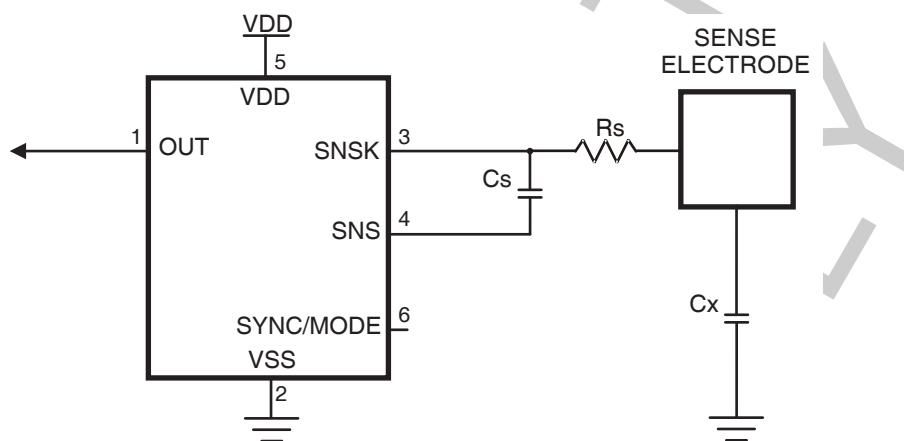 VDD
5
VDD
SENSE
ELECTRODE
1
OUT
SNSK
3
Rs
Cs
SNS
4
SYNC/MODE
6
Cx
VSS
2